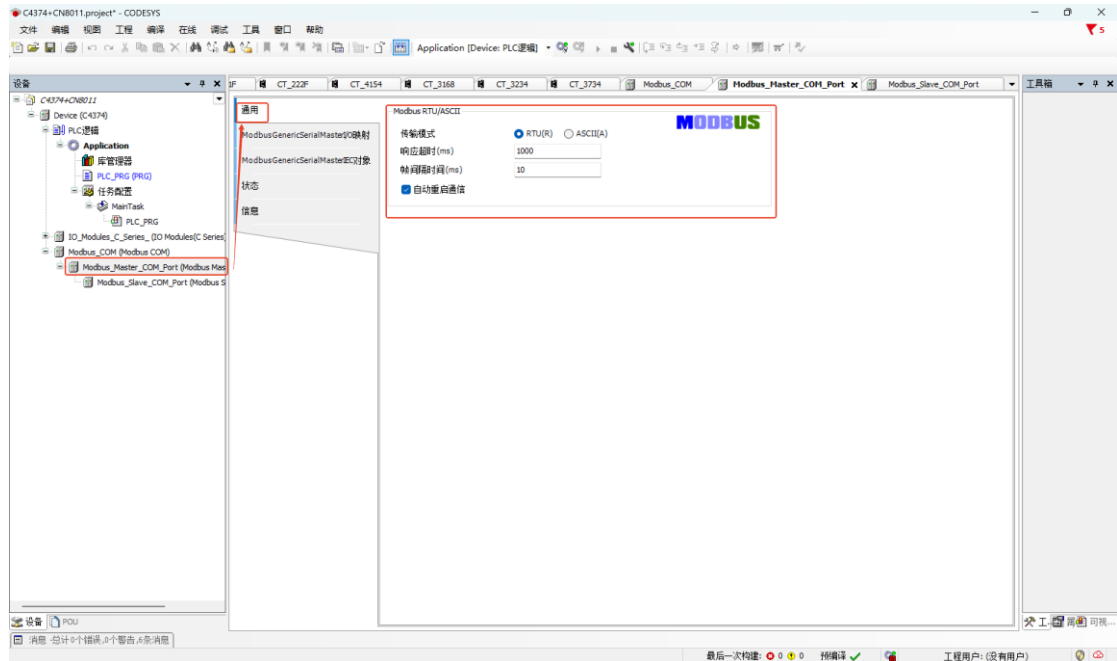 C4374+CN8011.project* - CODESYS
文件 编辑 视图 工程 编译 在线 调试 工具 窗口 帮助
5
Application [Device: PLC逻辑]
设备
1F CT_222F CT_4154 CT_3168 CT_3234 CT_3734 Modbus_COM Modbus_Master_COM_Port Modbus_Slave_COM_Port
工具箱
C4374+CN8011
Device (C4374)
PLC逻辑
Application
库管理器
PLC_PRG (PRG)
任务配置
MainTask
PLC_PRG
IO_Modules_C_Series_ (IO Modules(C Series)
Modbus_COM (Modbus COM)
Modbus_Master_COM_Port (Modbus Mas
Modbus_Slave_COM_Port (Modbus S
通用
ModbusGenericSerialMasterI/O映射
ModbusGenericSerialMasterIEC对象
状态
信息
Modbus RTU/ASCII
MODBUS
传输模式 RTU(R) ASCII(A)
响应超时(ms) 1000
帧间隔时间(ms) 10
自动重启通信
设备 POU
工... 属... 可视...
消息 -总计0个错误,0个警告,6条消息
最后一次构建: 0 0 预编译 工程用户: (没有用户)